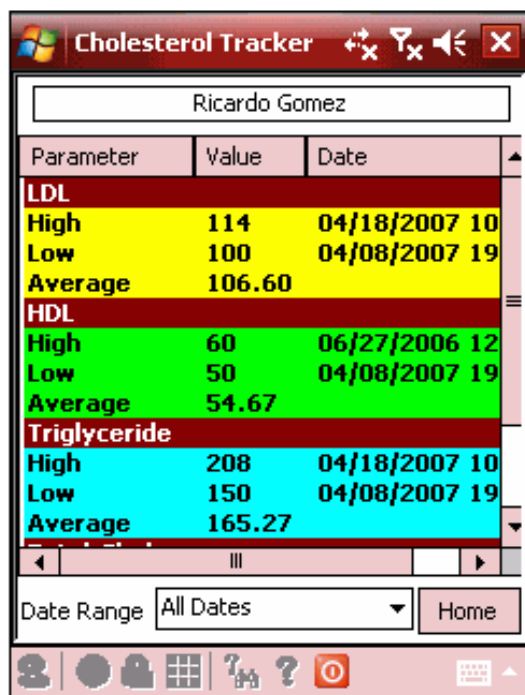 Cholesterol Tracker
Ricardo Gomez
Parameter Value Date
LDL
High 114 04/18/2007 10
Low 100 04/08/2007 19
Average 106.60
HDL
High 60 06/27/2006 12
Low 50 04/08/2007 19
Average 54.67
Triglyceride
High 208 04/18/2007 10
Low 150 04/08/2007 19
Average 165.27
Date Range All Dates Home